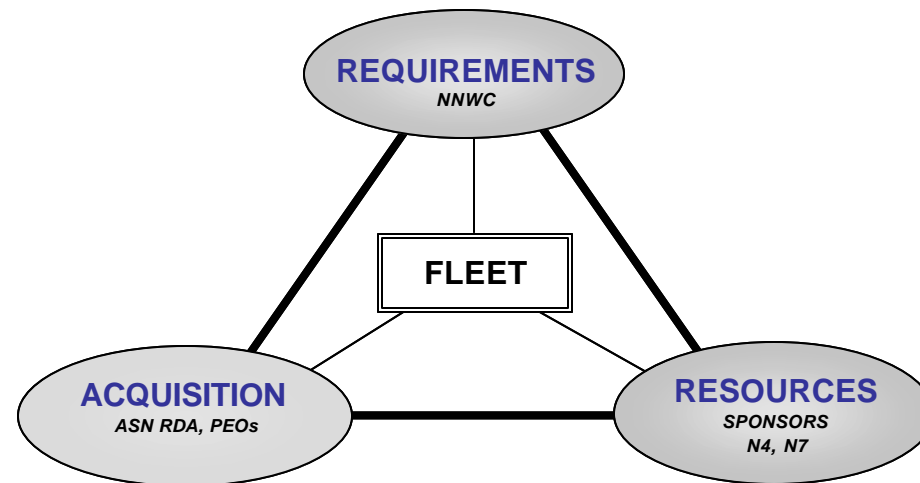 REQUIREMENTS
NNWC
FLEET
ACQUISITION
ASN RDA, PEOs
RESOURCES
SPONSORS
N4, N7